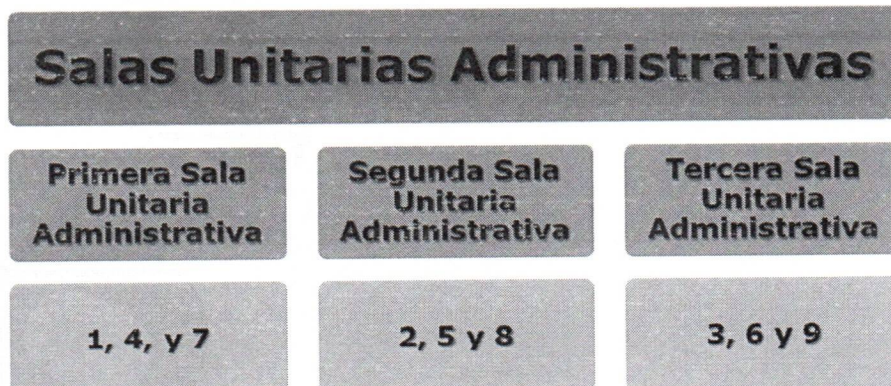 Salas Unitarias Administrativas
Primera Sala
Unitaria
Administrativa
Segunda Sala
Unitaria
Administrativa
Tercera Sala
Unitaria
Administrativa
1, 4, y 7
2, 5 y 8
3, 6 y 9